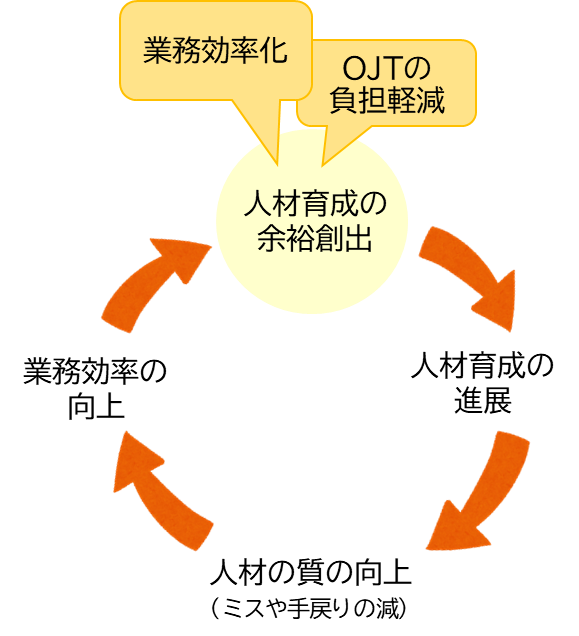 業務効率化
OJTの
負担軽減
人材育成の
余裕創出
人材育成の
進展
人材の質の向上
（ミスや手戻りの減）
業務効率の
向上